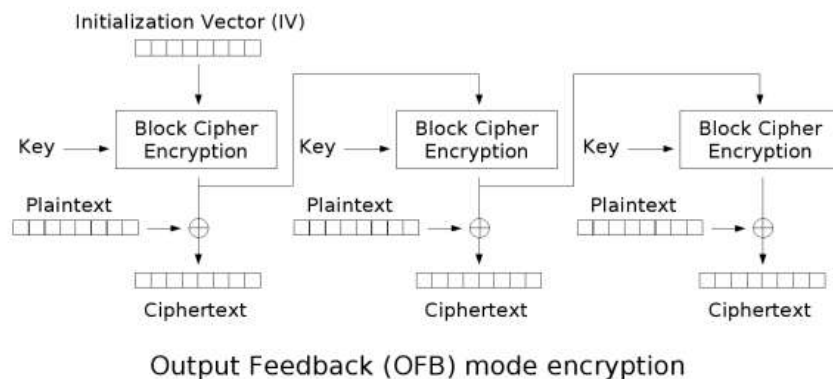 Initialization Vector (IV)
Key
Block Cipher
Encryption
Key
Block Cipher
Encryption
Key
Block Cipher
Encryption
Plaintext
Plaintext
Plaintext
Ciphertext
Ciphertext
Ciphertext
Output Feedback (OFB) mode encryption